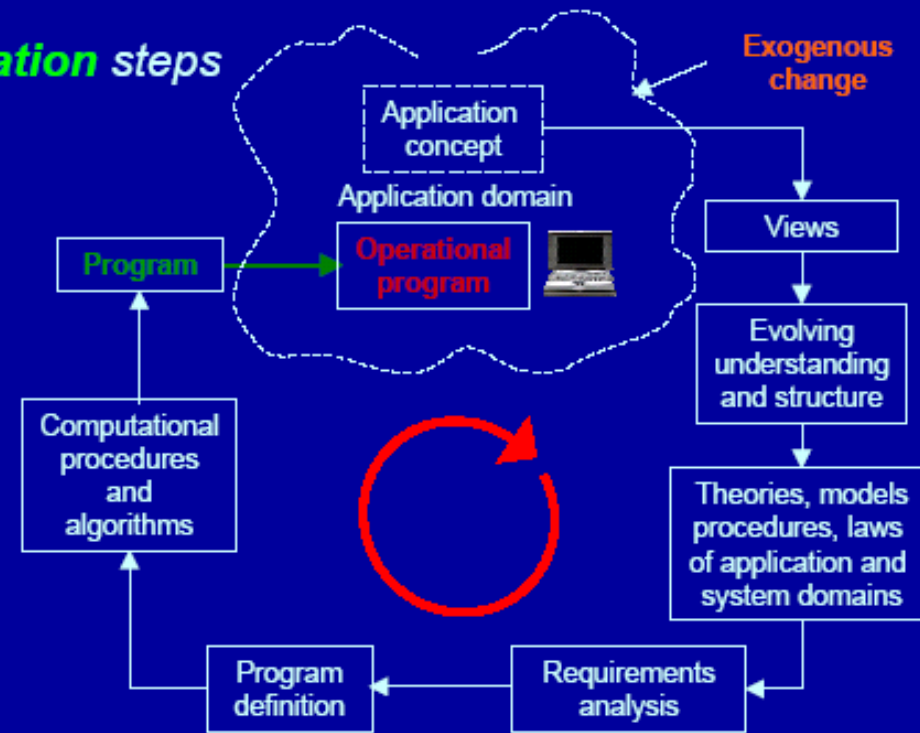 ation steps
Exogenous
change
Application
concept
Application domain
Operational
program
Program
Views
Evolving
understanding
and structure
Computational
procedures
and
algorithms
Theories, models
procedures, laws
of application and
system domains
Program
definition
Requirements
analysis